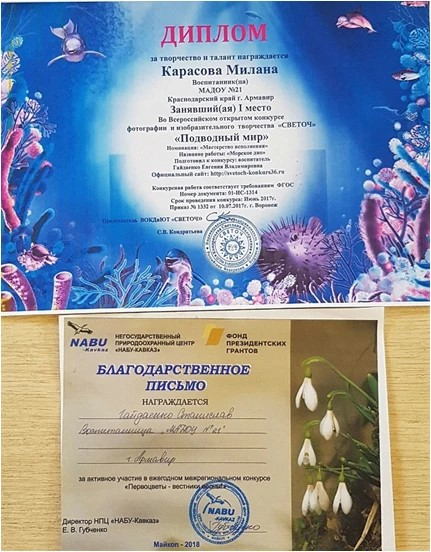 ДИПЛОМ
за творчество и талант награждается
Карасова Милана
Воспитанник(ца)
МАДОУ №21
Краснодарский край г. Армавир
Занявший(ая) I место
Во Всероссийском открытом конкурсе
фотографии и изобразительного творчества «СВЕТОЧ»
«Подводный мир»
Номинация: «Мастерство исполнения»
Название работы: «Морское дно»
Подготовил к конкурсу: воспитатель
Гайдаенко Евгения Владимировна
Официальный сайт: http://svetoch-konkurs36.ru
Конкурсная работа соответствует требованиям ФГОС
Номер документа: 01-ПС-1314
Срок проведения конкурса: Июнь 2017г.
Приказ № 1332 от 10.07.2017г. г. Воронеж
Председатель ВОКДиЮТ «СВЕТОЧ»
С.В. Кондратьева
NABU
-Kavkaz
НЕГОСУДАРСТВЕННЫЙ
ПРИРОДООХРАННЫЙ ЦЕНТР
«НАБУ-КАВКАЗ»
ФОНД
ПРЕЗИДЕНТСКИХ
ГРАНТОВ
БЛАГОДАРСТВЕННОЕ
ПИСЬМО
НАГРАЖДАЕТСЯ
Гайдаенко Станислав
Воспитанница "МАДОУ №21"
г. Армавир
за активное участие в ежегодном межрегиональном конкурсе
«Первоцветы - вестники весны»
NABU
Директор НПЦ «НАБУ-Кавказ»
Е. В. Губченко
Майкоп - 2018